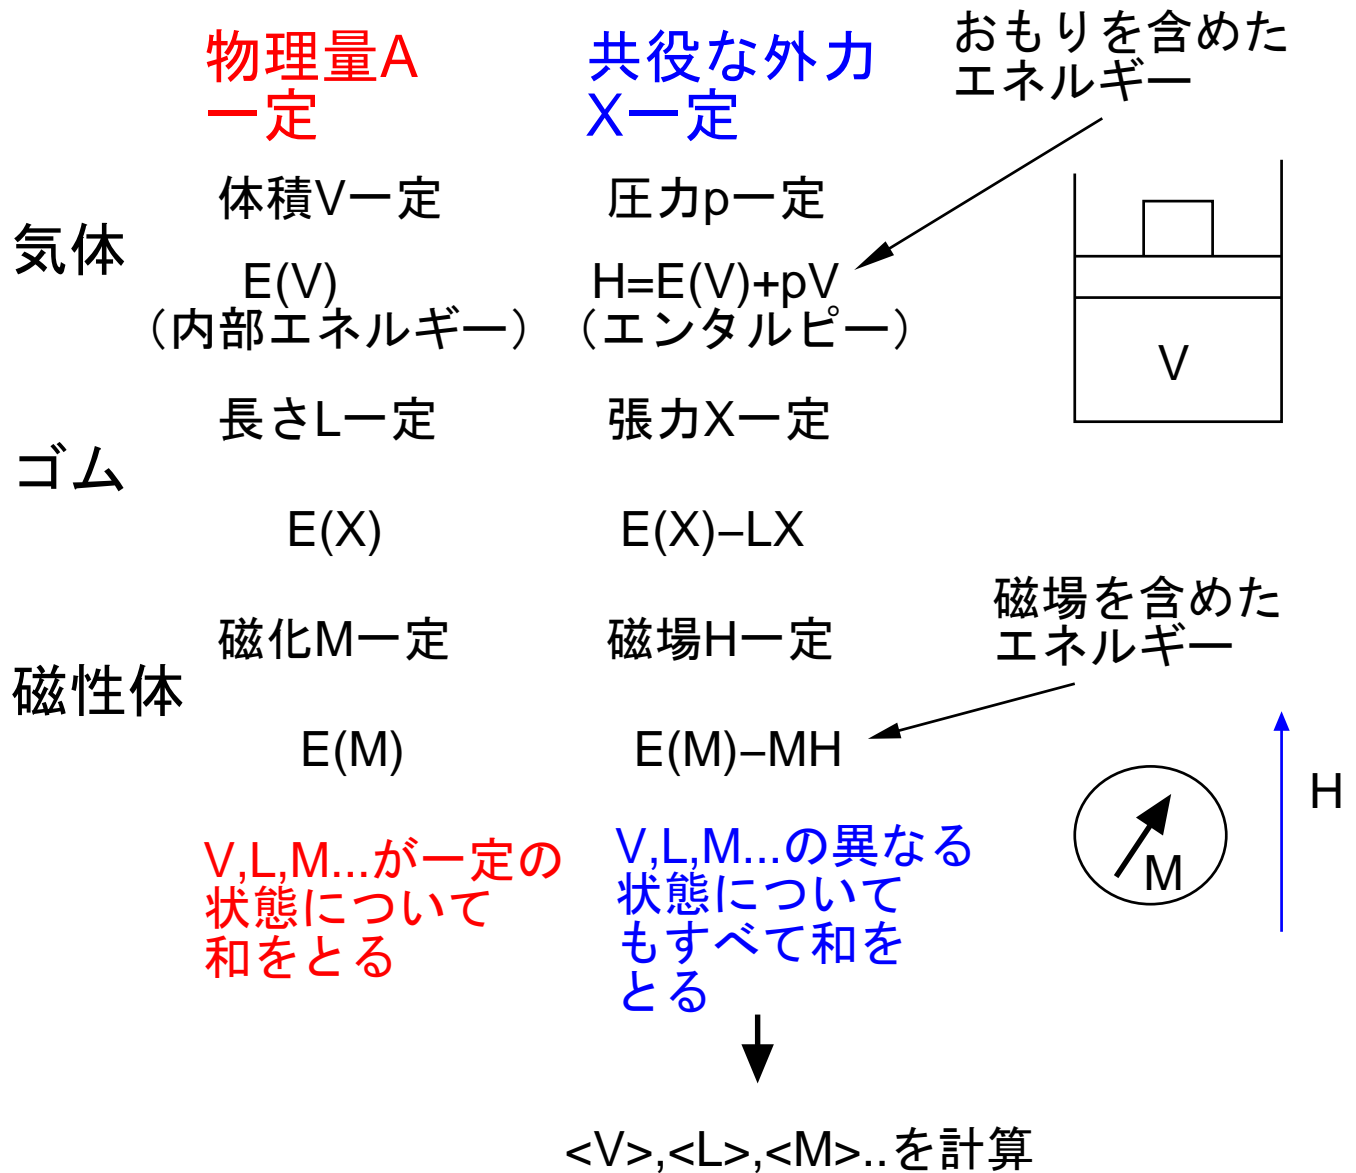 物理量A
一定
共役な外力
X一定
おもりを含めた
エネルギー
気体
体積V一定
圧力p一定
E(V)
H=E(V)+pV
（内部エネルギー）
（エンタルピー）
V
ゴム
長さL一定
張力X一定
E(X)
E(X)–LX
磁性体
磁化M一定
磁場H一定
磁場を含めた
エネルギー
E(M)
E(M)–MH
H
M
V,L,M...が一定の
状態について
和をとる
V,L,M...の異なる
状態について
もすべて和を
とる
<V>,<L>,<M>..を計算